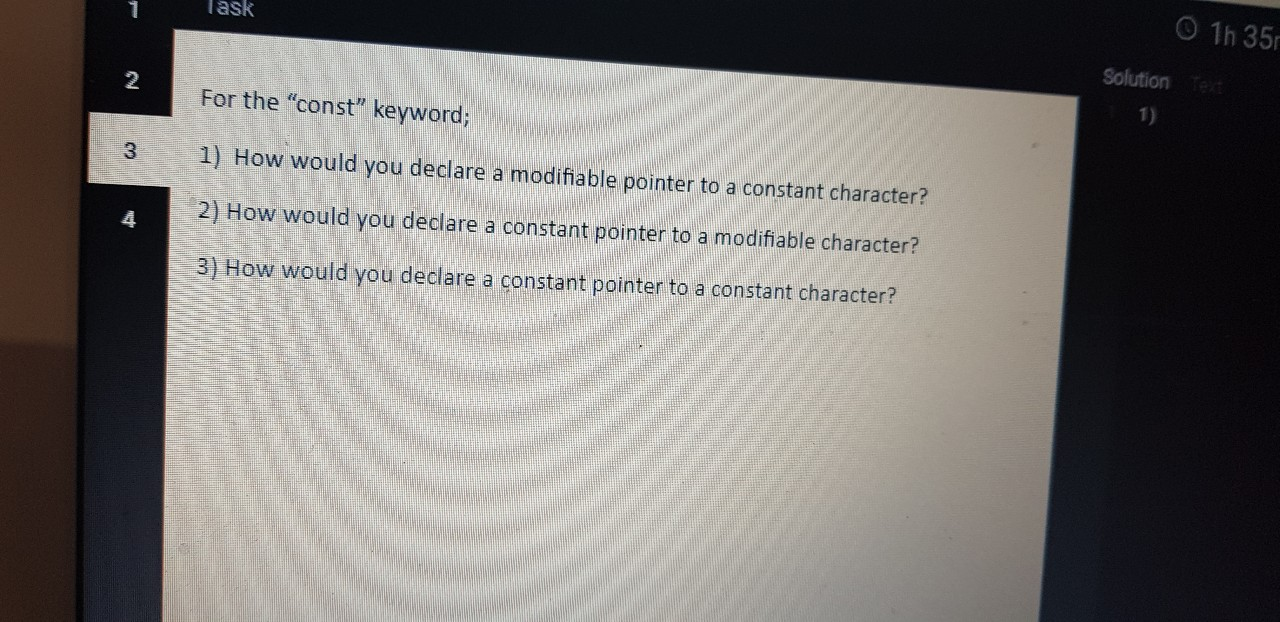 1 Task
1h 35
2
Solution Text
1)
For the “const” keyword;
3
1) How would you declare a modifiable pointer to a constant character?
4
2) How would you declare a constant pointer to a modifiable character?
3) How would you declare a constant pointer to a constant character?